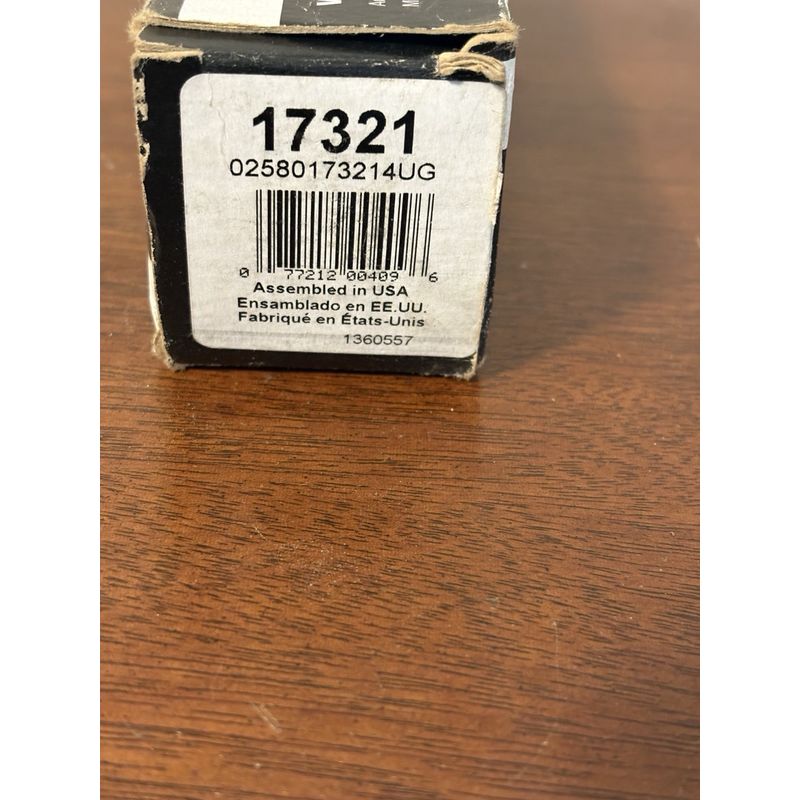 17321
02580173214UG
0 77212 00409 6
Assembled in USA
Ensamblado en EE.UU.
Fabriqué en États-Unis
1360557